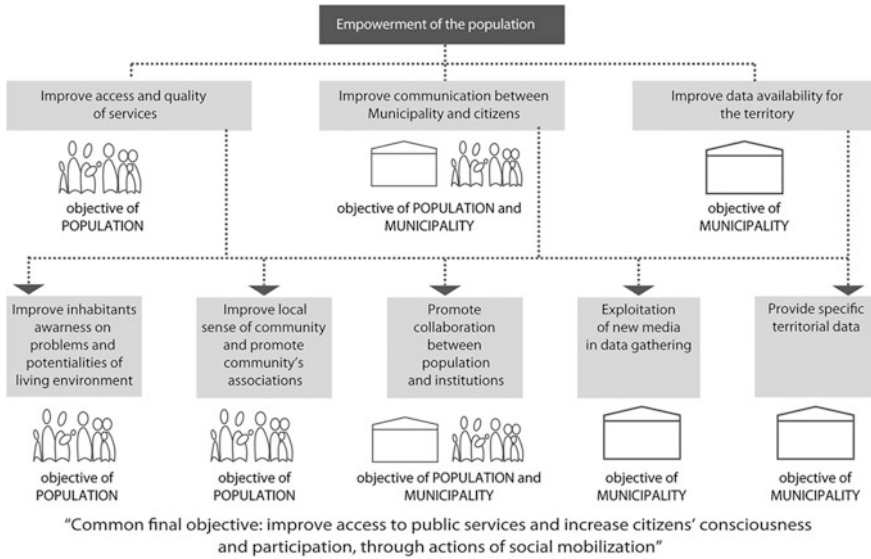 Empowerment of the population
Improve access and quality
of services
Improve communication between
Municipality and citizens
Improve data availability for
the territory
objective of
POPULATION
objective of POPULATION and
MUNICIPALITY
objective of
MUNICIPALITY
Improve inhabitants
awarness on
problems and
potentialities of
living environment
Improve local
sense of community
and promote
community's
associations
Promote
collaboration
between
population
and institutions
Exploitation
of new media
in data gathering
Provide specific
territorial data
objective of
POPULATION
objective of
POPULATION
objective of POPULATION and
MUNICIPALITY
objective of
MUNICIPALITY
objective of
MUNICIPALITY
"Common final objective: improve access to public services and increase citizens' consciousness
and participation, through actions of social mobilization"